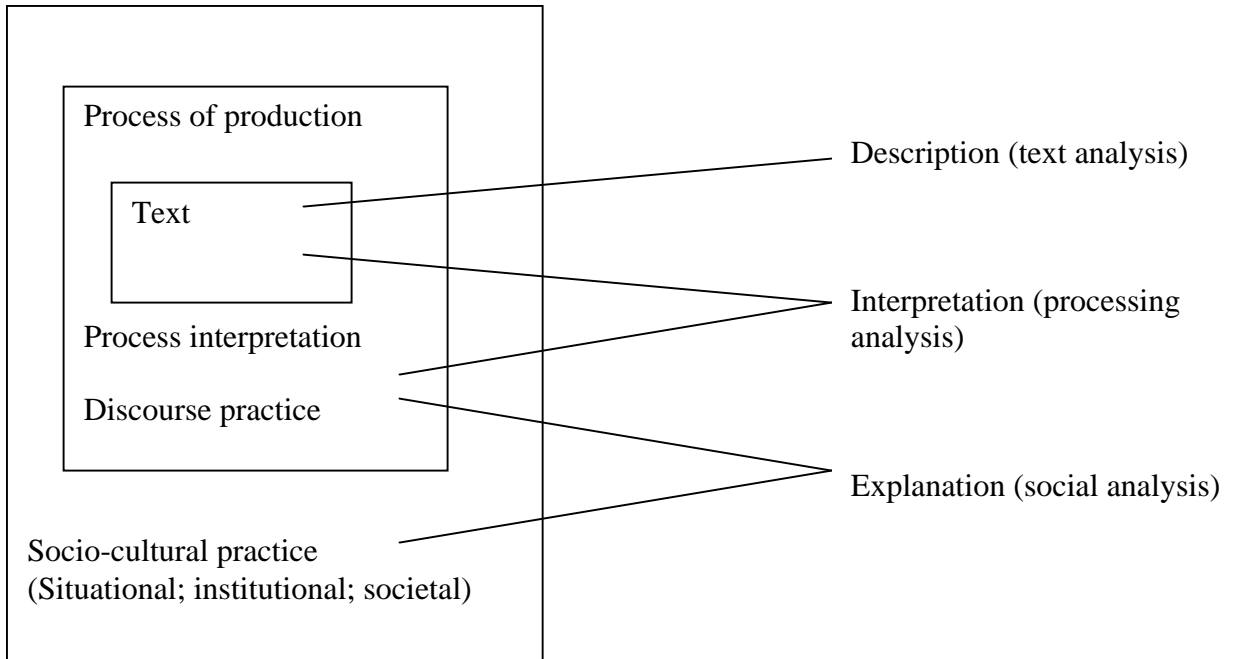 Process of production
Description (text analysis)
Text
Interpretation (processing
analysis)
Process interpretation
Discourse practice
Explanation (social analysis)
Socio-cultural practice
(Situational; institutional; societal)